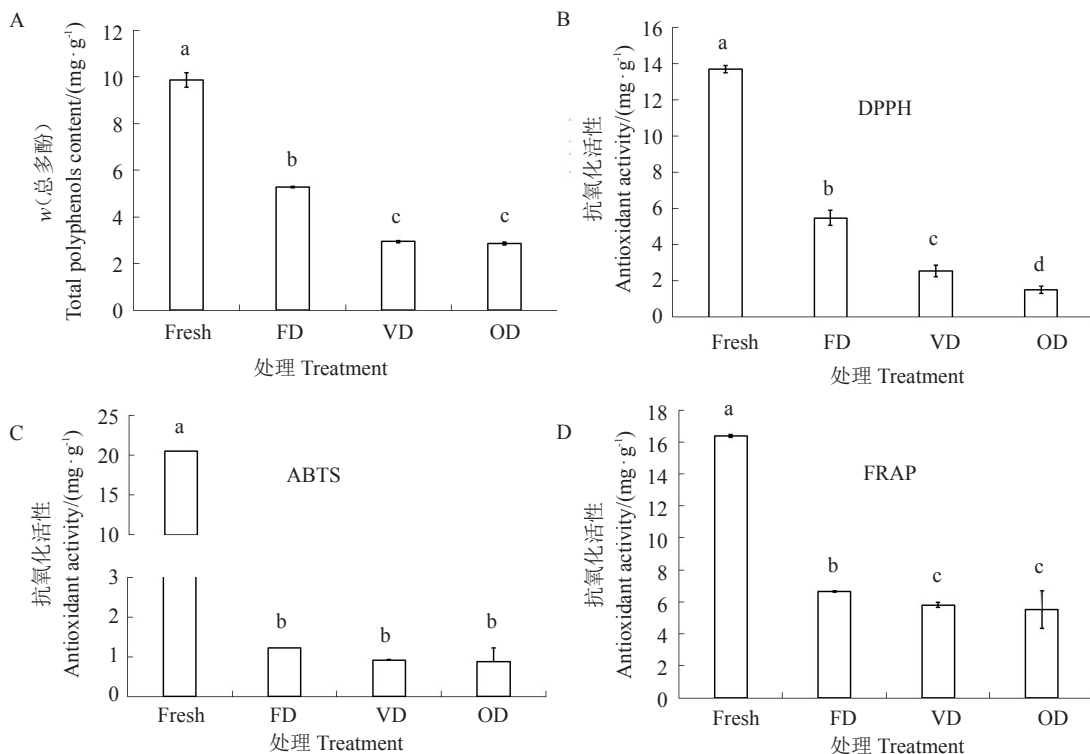 A
w(总多酚)
Total polyphenols content/(mg·g⁻¹)
12
10
8
6
4
2
0
a
b
c
c
Fresh FD VD OD
处理 Treatment
B
抗氧化活性
Antioxidant activity/(mg·g⁻¹)
16
14
12
10
8
6
4
2
0
DPPH
a
b
c
d
Fresh FD VD OD
处理 Treatment
C
抗氧化活性
Antioxidant activity/(mg·g⁻¹)
25
20
15
10
3
2
1
0
ABTS
a
b
b
b
Fresh FD VD OD
处理 Treatment
D
抗氧化活性
Antioxidant activity/(mg·g⁻¹)
18
16
14
12
10
8
6
4
2
0
FRAP
a
b
c
c
Fresh FD VD OD
处理 Treatment